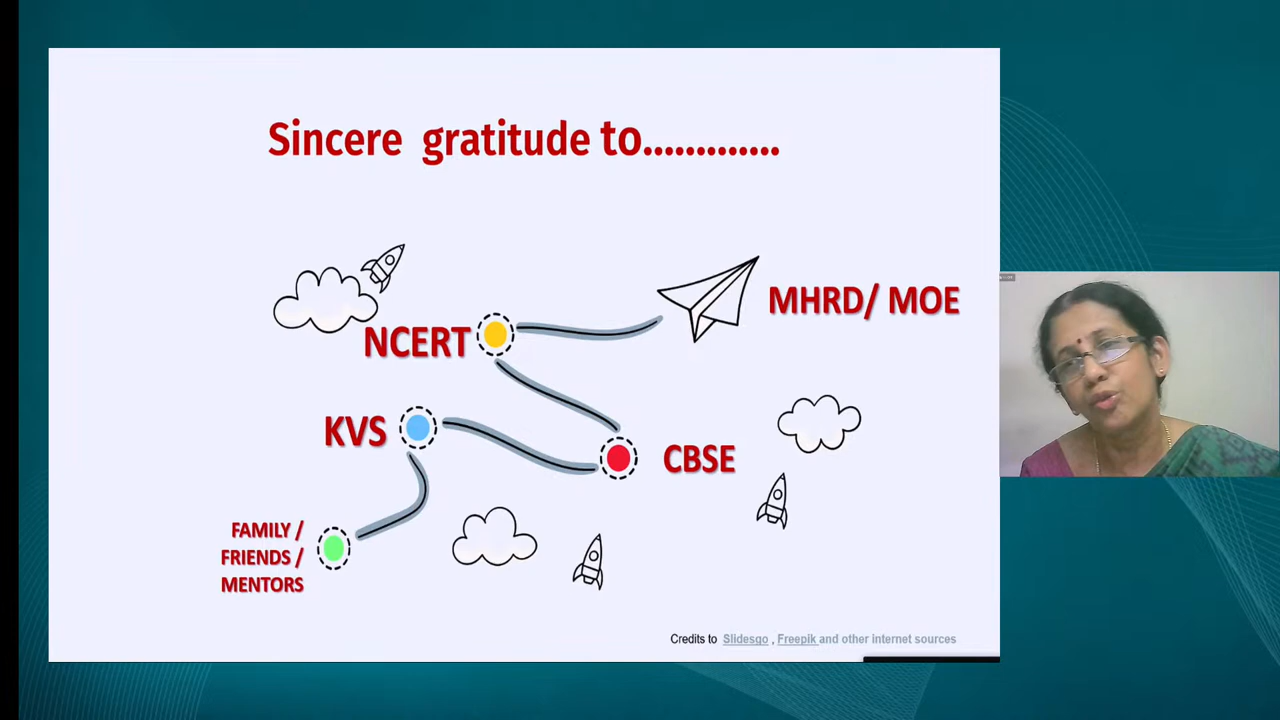 Sincere gratitude to.............
MHRD/ MOE
NCERT
KVS
CBSE
FAMILY /
FRIENDS /
MENTORS
Credits to Slidesgo , Freepik and other internet sources